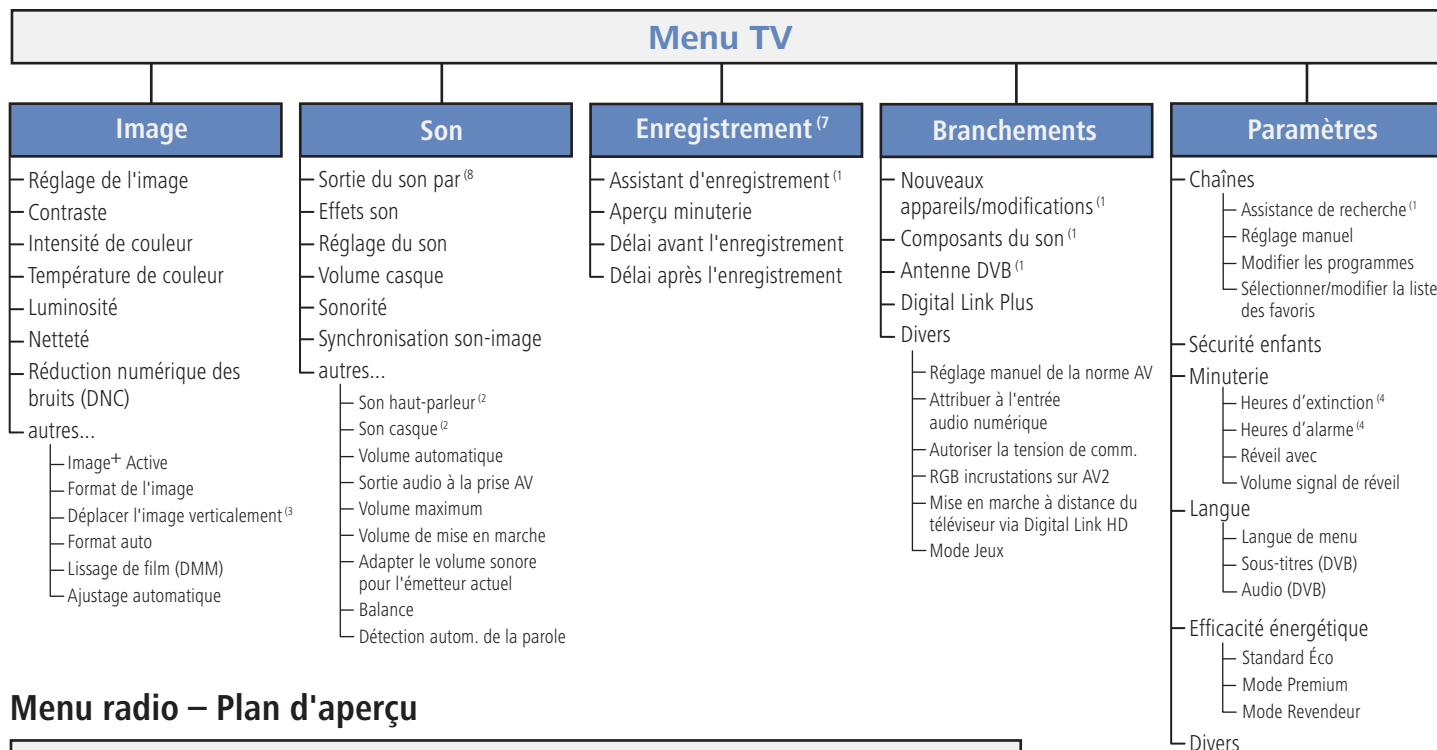 Menu TV
Image
Réglage de l'image
Contraste
Intensité de couleur
Température de couleur
Luminosité
Netteté
Réduction numérique des
bruits (DNC)
autres...
Image+ Active
Format de l'image
Déplacer l'image verticalement (3
Format auto
Lissage de film (DMM)
Ajustage automatique
Son
Sortie du son par (8
Effets son
Réglage du son
Volume casque
Sonorité
Synchronisation son-image
autres...
Son haut-parleur (2
Son casque (2
Volume automatique
Sortie audio à la prise AV
Volume maximum
Volume de mise en marche
Adapter le volume sonore
pour l'émetteur actuel
Balance
Détection autom. de la parole
Enregistrement (7
Assistant d'enregistrement (1
Aperçu minuterie
Délai avant l'enregistrement
Délai après l'enregistrement
Branchements
Nouveaux
appareils/modifications (1
Composants du son (1
Antenne DVB (1
Digital Link Plus
Divers
Réglage manuel de la norme AV
Attribuer à l'entrée
audio numérique
Autoriser la tension de comm.
RGB incrustations sur AV2
Mise en marche à distance du
téléviseur via Digital Link HD
Mode Jeux
Paramètres
Chaînes
Assistance de recherche (1
Réglage manuel
Modifier les programmes
Sélectionner/modifier la liste
des favoris
Sécurité enfants
Minuterie
Heures d’extinction (4
Heures d’alarme (4
Réveil avec
Volume signal de réveil
Langue
Langue de menu
Sous-titres (DVB)
Audio (DVB)
Efficacité énergétique
Standard Éco
Mode Premium
Mode Revendeur
Divers
Menu radio – Plan d'aperçu